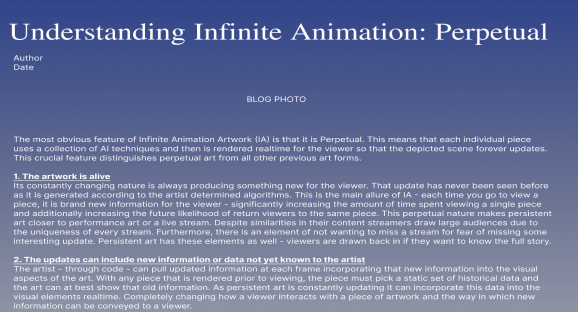 Understanding Infinite Animation: Perpetual
Author
Date
BLOG PHOTO
The most obvious feature of Infinite Animation Artwork (IA) is that it is Perpetual. This means that each individual piece
uses a collection of AI techniques and then is rendered realtime for the viewer so that the depicted scene forever updates.
This crucial feature distinguishes perpetual art from all other previous art forms.
1. The artwork is alive
Its constantly changing nature is always producing something new for the viewer. That update has never been seen before
as it is generated according to the artist determined algorithms. This is the main allure of IA - each time you go to view a
piece, it is brand new information for the viewer - significantly increasing the amount of time spent viewing a single piece
and additionally increasing the future likelihood of return viewers to the same piece. This perpetual nature makes persistent
art closer to performance art or a live stream. Despite similarities in their content streamers draw large audiences due to
the uniqueness of every stream. Furthermore, there is an element of not wanting to miss a stream for fear of missing some
interesting update. Persistent art has these elements as well - viewers are drawn back in if they want to know the full story.
2. The updates can include new information or data not yet known to the artist
The artist - through code - can pull updated information at each frame incorporating that new information into the visual
aspects of the art. With any piece that is rendered prior to viewing, the piece must pick a static set of historical data and
the art can at best show that old information. As persistent art is constantly updating it can incorporate this data into the
visual elements realtime. Completely changing how a viewer interacts with a piece of artwork and the way in which new
information can be conveyed to a viewer.